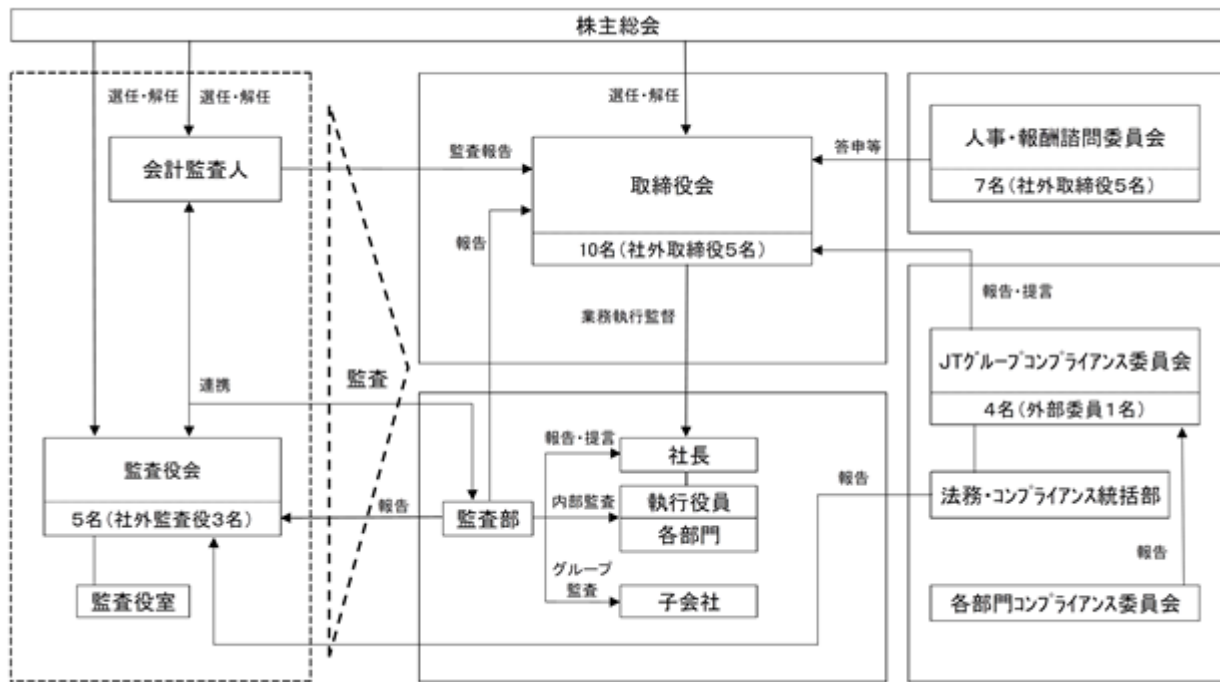 株主総会
選任・解任
選任・解任
選任・解任
会計監査人
監査報告
取締役会
10名(社外取締役5名)
答申等
人事・報酬諮問委員会
7名(社外取締役5名)
報告
報告・提言
業務執行監督
JTグループコンプライアンス委員会
4名(外部委員1名)
連携
監査
監査役会
5名(社外監査役3名)
報告
監査部
報告・提言
社長
内部監査
執行役員
各部門
報告
法務・コンプライアンス統括部
報告
監査役室
グループ
監査
子会社
各部門コンプライアンス委員会